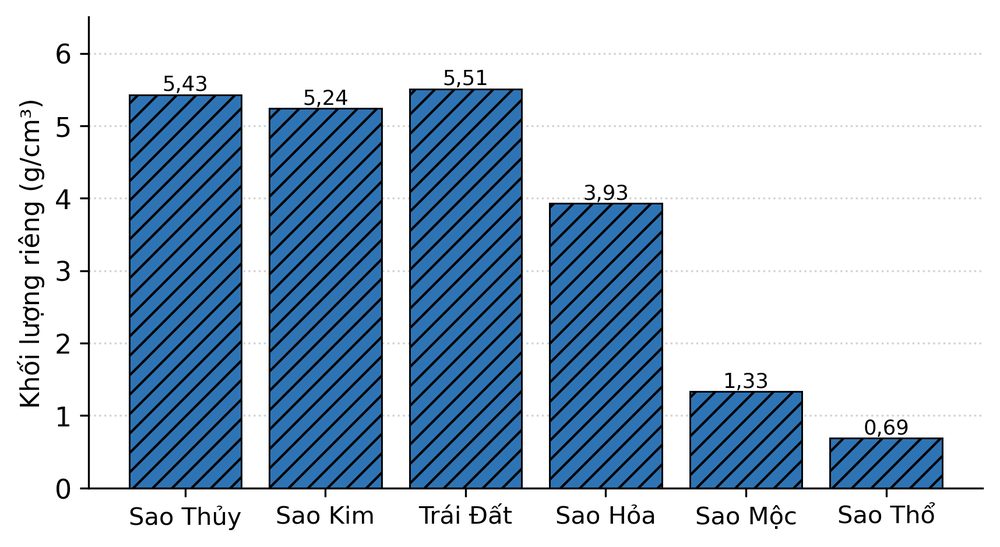 Khối lượng riêng (g/cm³)
6
5
4
3
2
1
0
5,43
5,24
5,51
3,93
1,33
0,69
Sao Thủy
Sao Kim
Trái Đất
Sao Hỏa
Sao Mộc
Sao Thổ